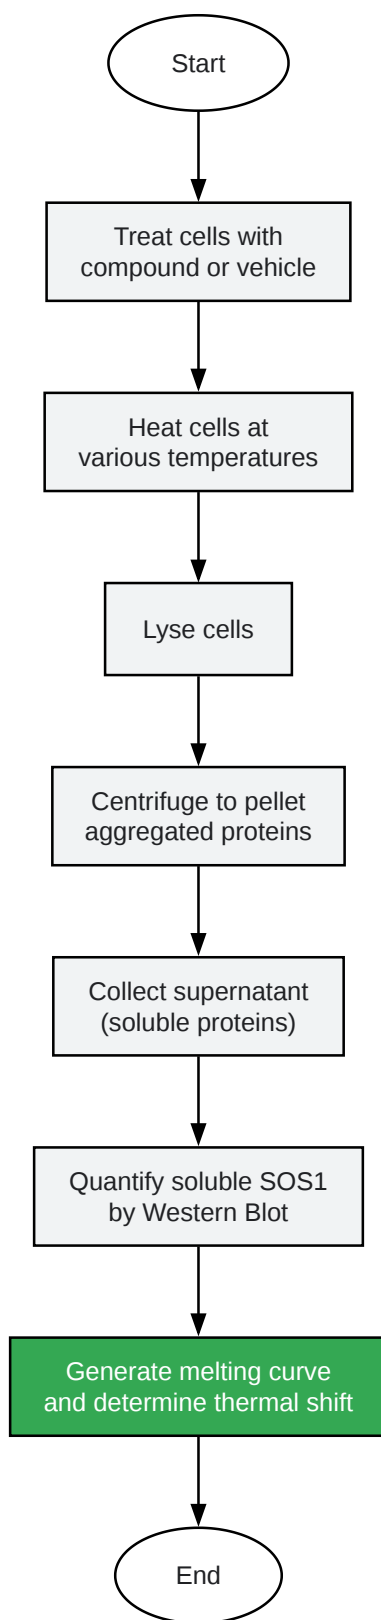 Start
Treat cells with
compound or vehicle
Heat cells at
various temperatures
Lyse cells
Centrifuge to pellet
aggregated proteins
Collect supernatant
(soluble proteins)
Quantify soluble SOS1
by Western Blot
Generate melting curve
and determine thermal shift
End